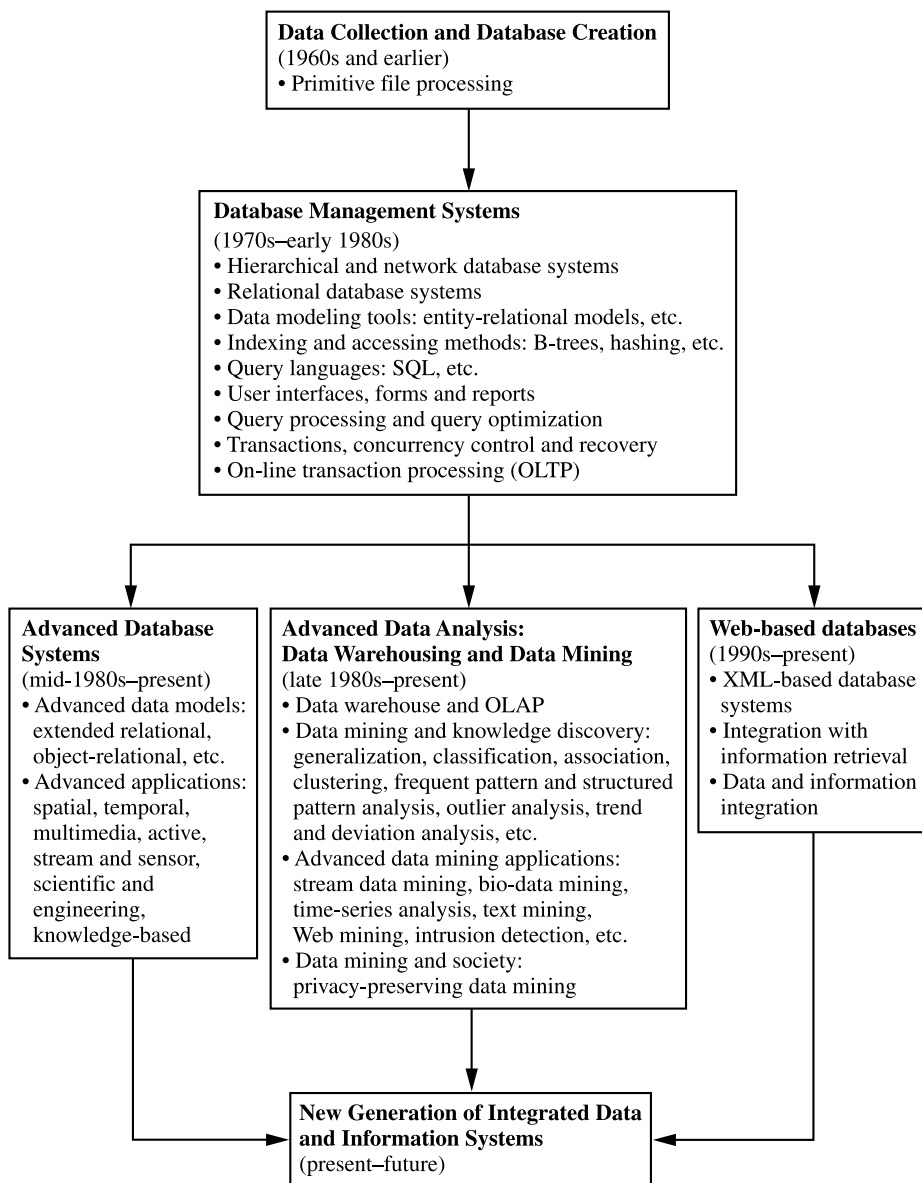 Data Collection and Database Creation
(1960s and earlier)
• Primitive file processing
Database Management Systems
(1970s–early 1980s)
• Hierarchical and network database systems
• Relational database systems
• Data modeling tools: entity-relational models, etc.
• Indexing and accessing methods: B-trees, hashing, etc.
• Query languages: SQL, etc.
• User interfaces, forms and reports
• Query processing and query optimization
• Transactions, concurrency control and recovery
• On-line transaction processing (OLTP)
Advanced Database
Systems
(mid-1980s–present)
• Advanced data models:
extended relational,
object-relational, etc.
• Advanced applications:
spatial, temporal,
multimedia, active,
stream and sensor,
scientific and
engineering,
knowledge-based
Advanced Data Analysis:
Data Warehousing and Data Mining
(late 1980s–present)
• Data warehouse and OLAP
• Data mining and knowledge discovery:
generalization, classification, association,
clustering, frequent pattern and structured
pattern analysis, outlier analysis, trend
and deviation analysis, etc.
• Advanced data mining applications:
stream data mining, bio-data mining,
time-series analysis, text mining,
Web mining, intrusion detection, etc.
• Data mining and society:
privacy-preserving data mining
Web-based databases
(1990s–present)
• XML-based database
systems
• Integration with
information retrieval
• Data and information
integration
New Generation of Integrated Data
and Information Systems
(present–future)